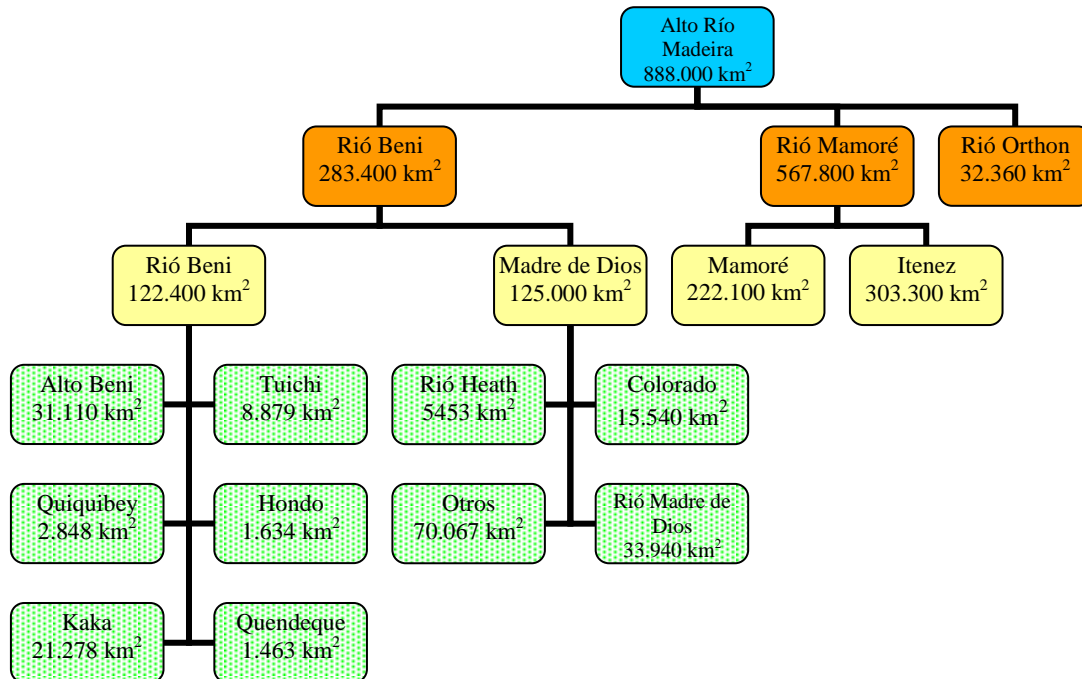 Alto Río
Madeira
888.000 km²
Rió Beni
283.400 km²
Rió Mamoré
567.800 km²
Rió Orthon
32.360 km²
Rió Beni
122.400 km²
Madre de Dios
125.000 km²
Mamoré
222.100 km²
Itenez
303.300 km²
Alto Beni
31.110 km²
Tuichi
8.879 km²
Rió Heath
5453 km²
Colorado
15.540 km²
Quiquibey
2.848 km²
Hondo
1.634 km²
Otros
70.067 km²
Rió Madre de
Dios
33.940 km²
Kaka
21.278 km²
Quendeque
1.463 km²